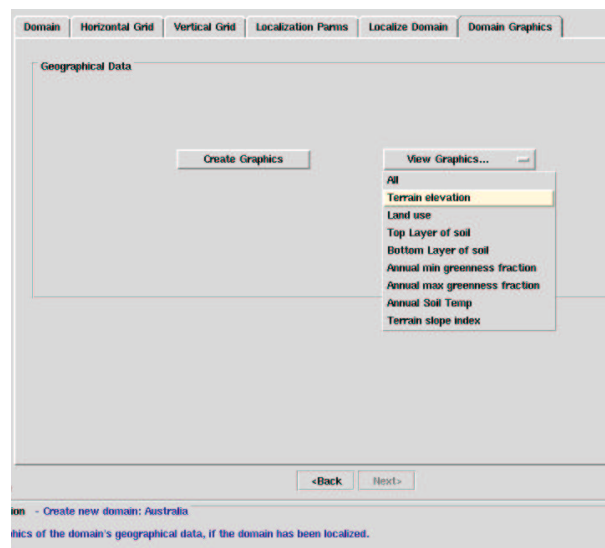 Domain Horizontal Grid Vertical Grid Localization Parms Localize Domain Domain Graphics
Geographical Data
Create Graphics View Graphics...
All
Terrain elevation
Land use
Top Layer of soil
Bottom Layer of soil
Annual min greenness fraction
Annual max greenness fraction
Annual Soil Temp
Terrain slope index
<Back Next>
- Create new domain: Australia
of the domain's geographical data, if the domain has been localized.